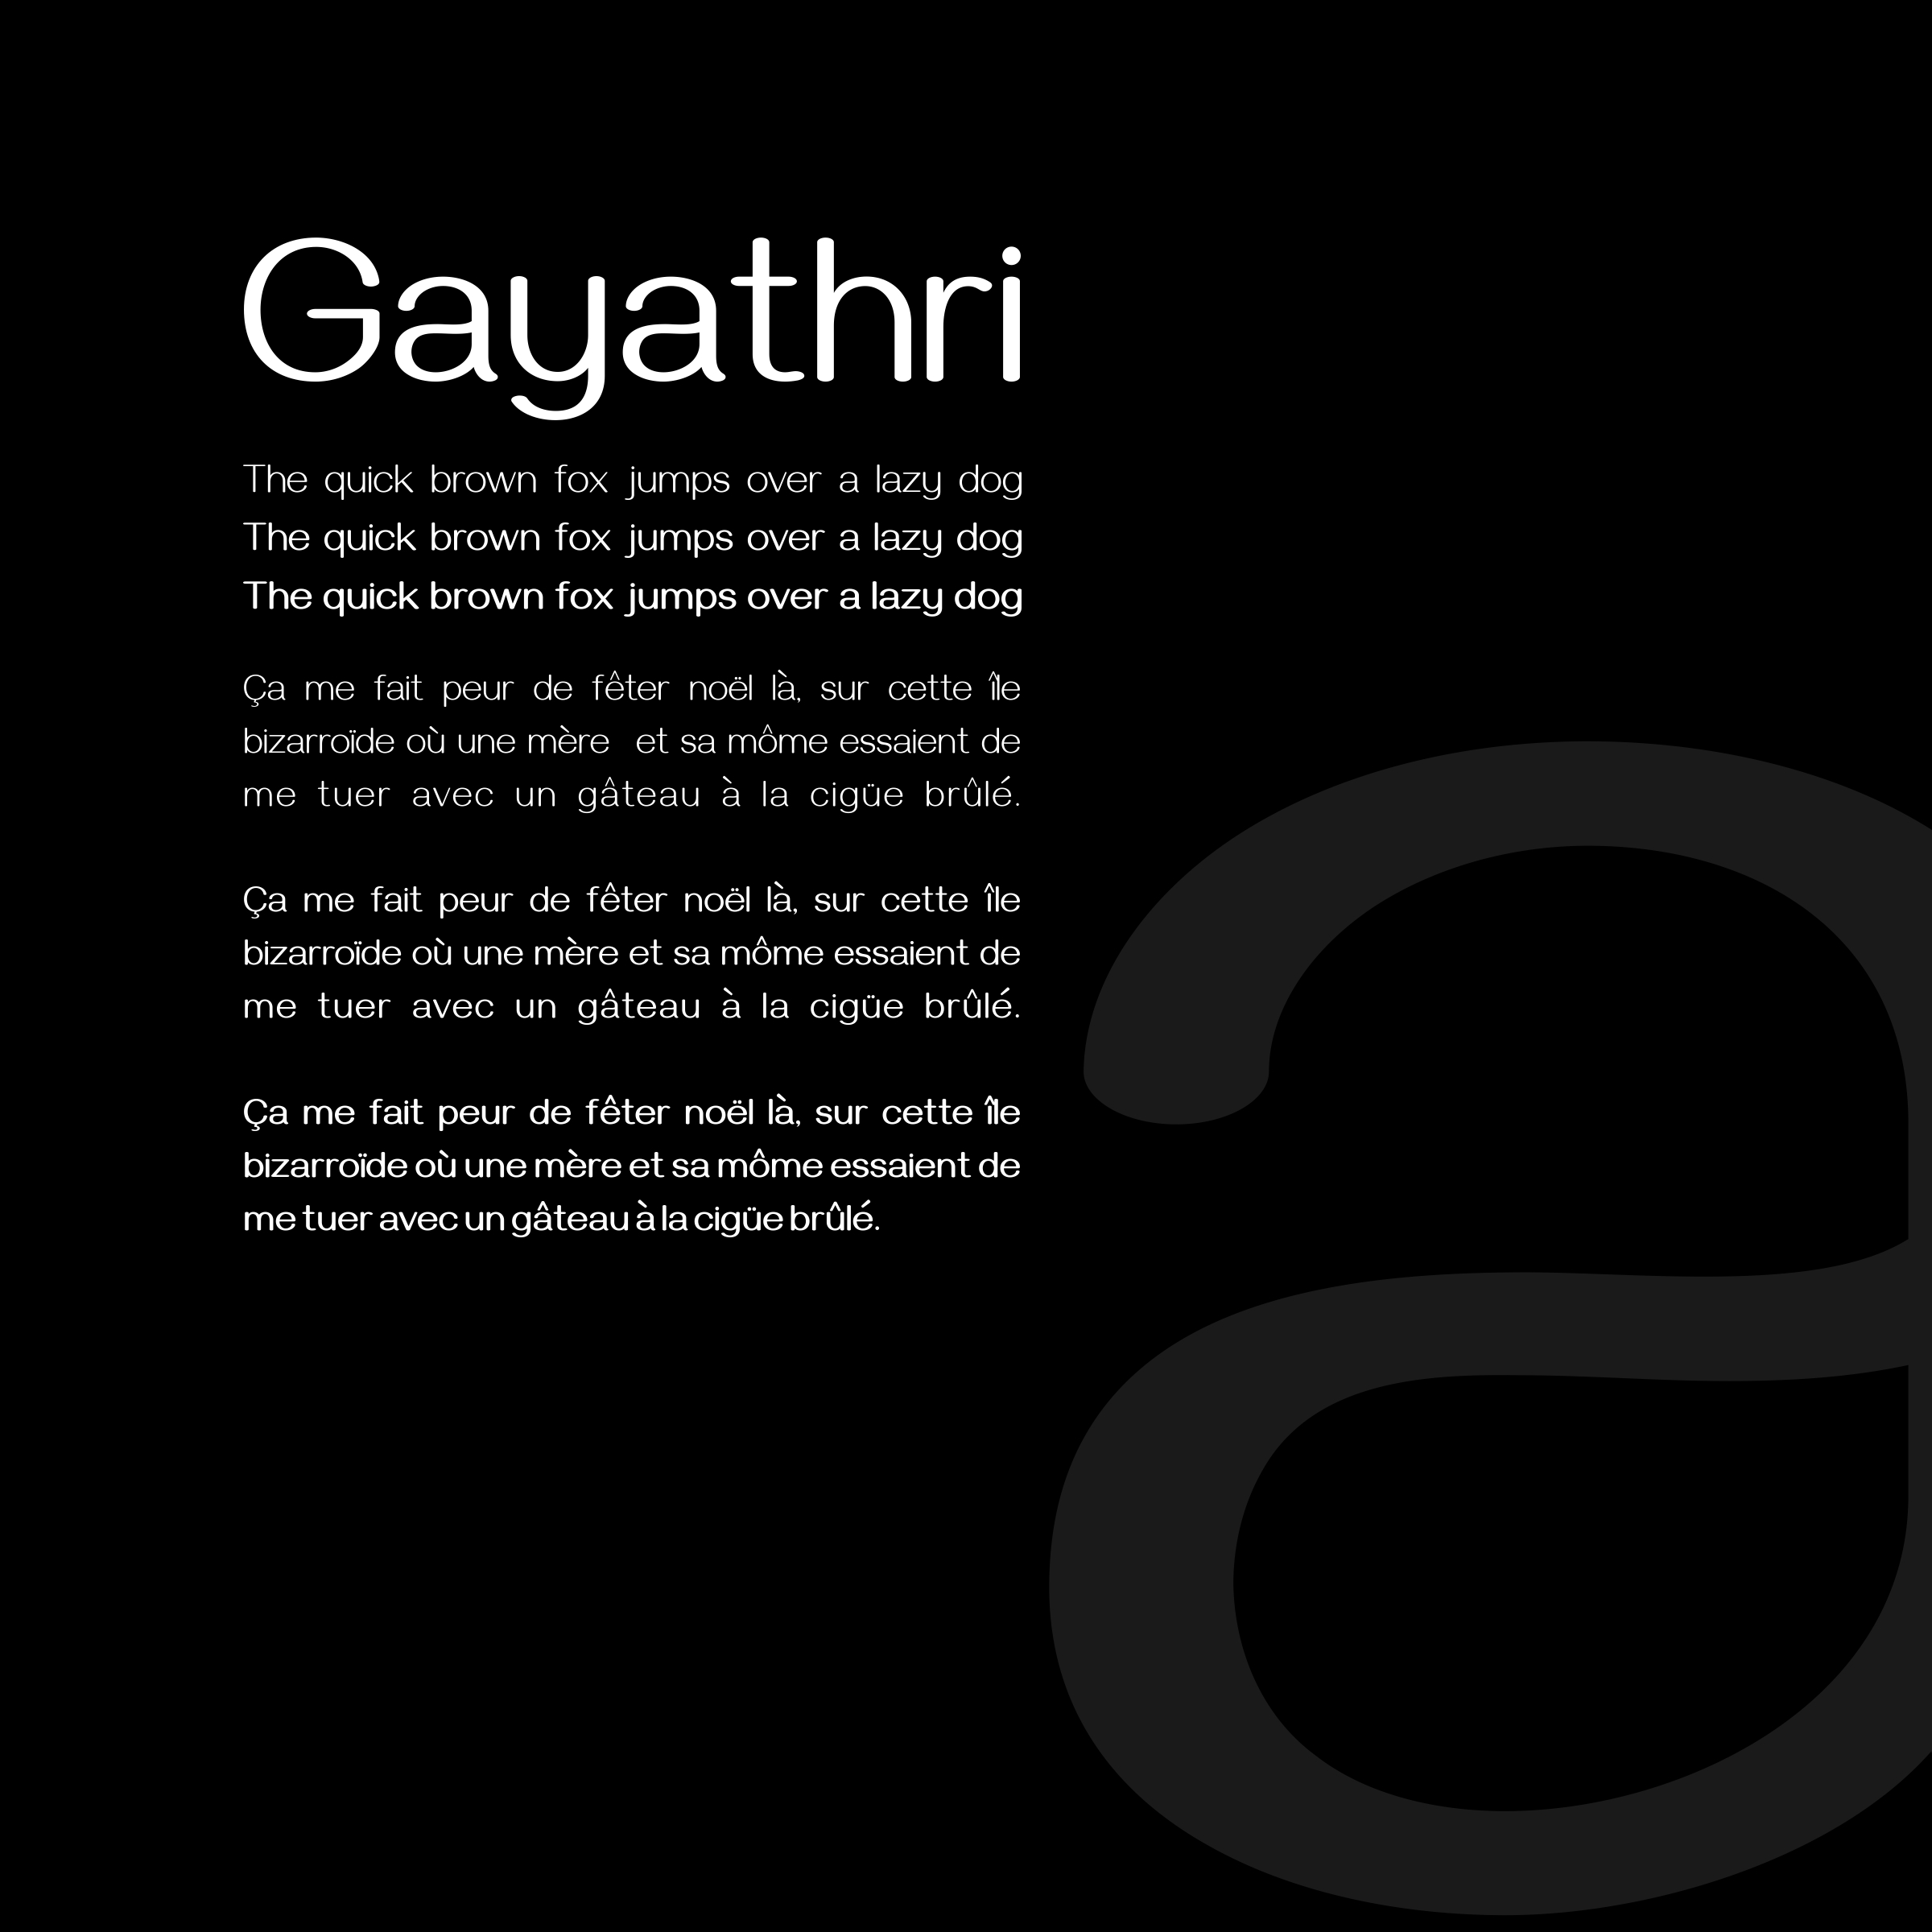 Gayathri
The quick brown fox jumps over a lazy dog
The quick brown fox jumps over a lazy dog
The quick brown fox jumps over a lazy dog
Ça me fait peur de fêter noël là, sur cette île
bizarroïde où une mère et sa môme essaient de
me tuer avec un gâteau à la cigüe brûlé.
Ça me fait peur de fêter noël là, sur cette île
bizarroïde où une mère et sa môme essaient de
me tuer avec un gâteau à la cigüe brûlé.
Ça me fait peur de fêter noël là, sur cette île
bizarroïde où une mère et sa môme essaient de
me tuer avec un gâteau à la cigüe brûlé.
a